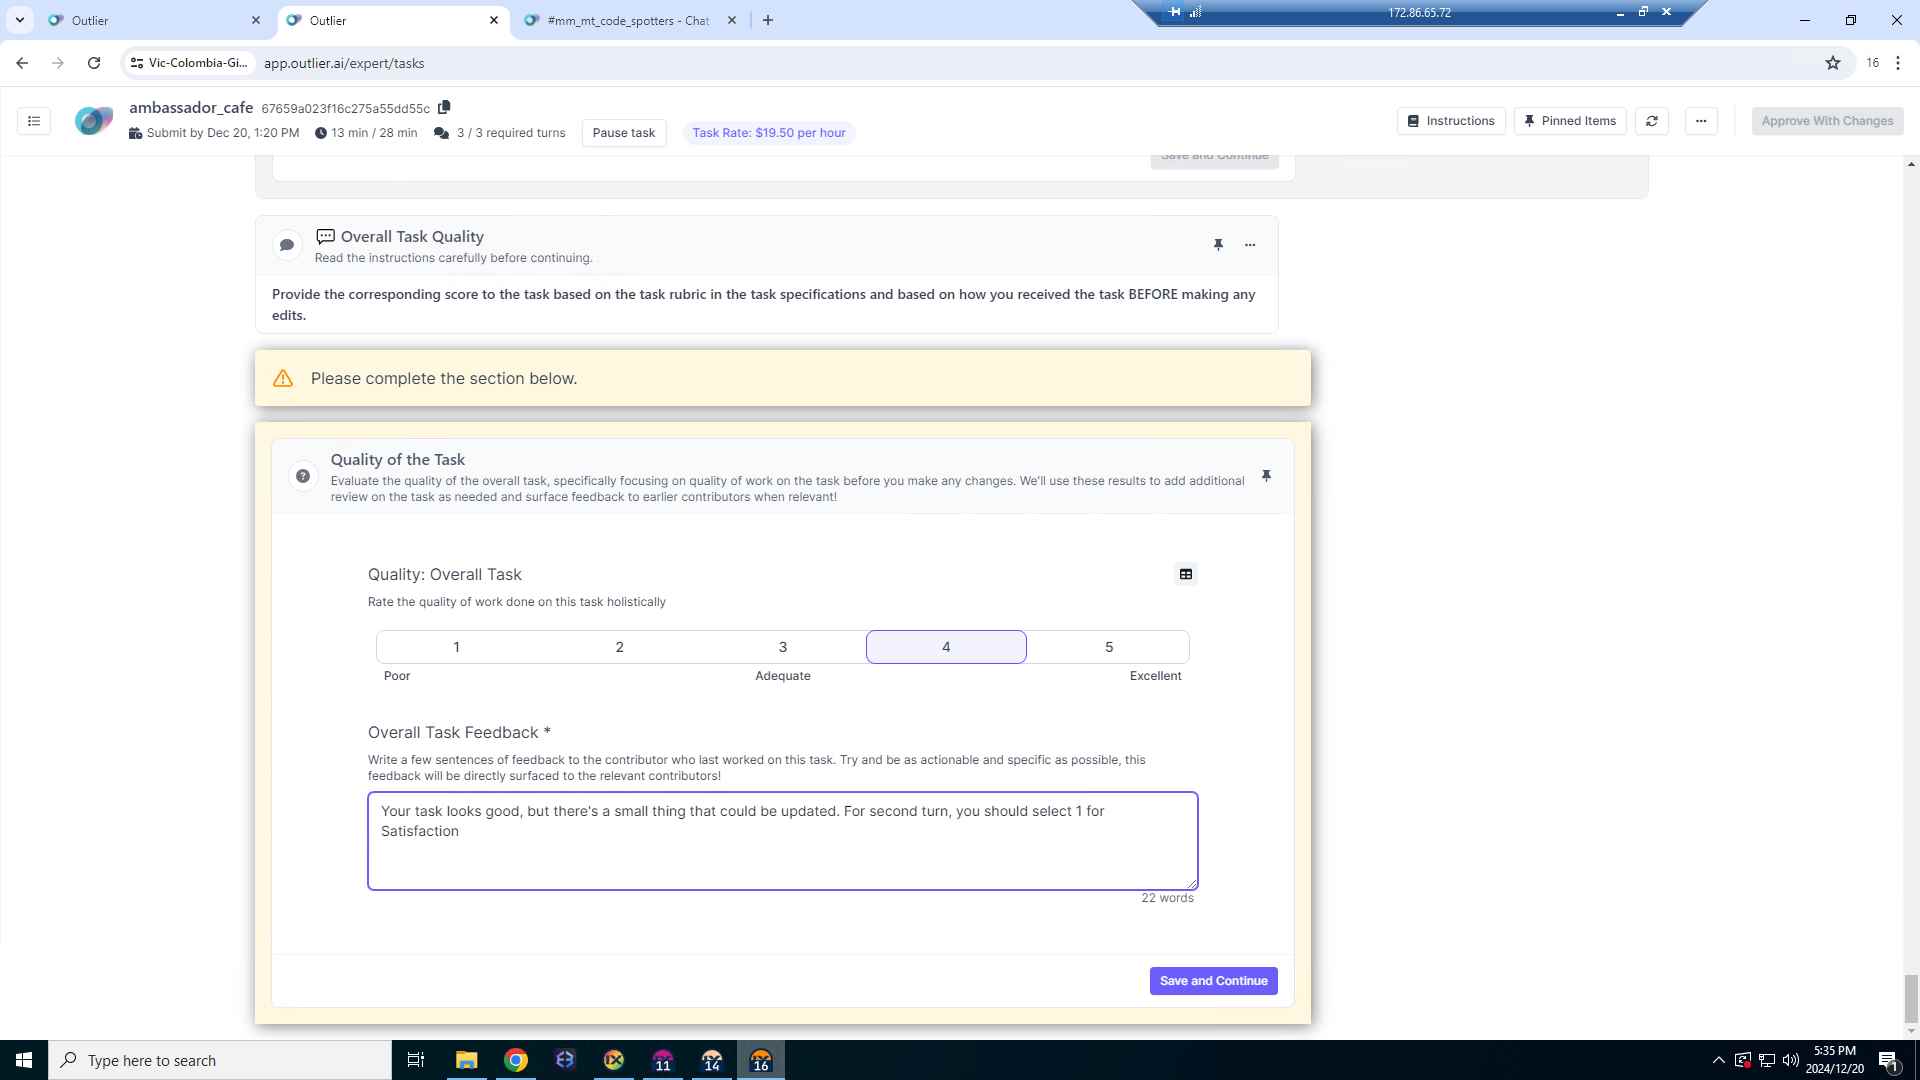 Outlier
Outlier
#mm_mt_code_spotters - Chat
172.86.65.72
Vic-Colombia-Gi...
app.outlier.ai/expert/tasks
16
ambassador_cafe 67659a023f16c275a55dd55c
Submit by Dec 20, 1:20 PM
13 min / 28 min
3 / 3 required turns
Pause task
Task Rate: $19.50 per hour
Instructions
Pinned Items
Approve With Changes
Save and Continue
Overall Task Quality
Read the instructions carefully before continuing.
Provide the corresponding score to the task based on the task rubric in the task specifications and based on how you received the task BEFORE making any
edits.
Please complete the section below.
Quality of the Task
Evaluate the quality of the overall task, specifically focusing on quality of work on the task before you make any changes. We'll use these results to add additional
review on the task as needed and surface feedback to earlier contributors when relevant!
Quality: Overall Task
Rate the quality of work done on this task holistically
1 2 3 4 5
Poor Adequate Excellent
Overall Task Feedback *
Write a few sentences of feedback to the contributor who last worked on this task. Try and be as actionable and specific as possible, this
feedback will be directly surfaced to the relevant contributors!
Your task looks good, but there's a small thing that could be updated. For second turn, you should select 1 for
Satisfaction
22 words
Save and Continue
Type here to search
11
14
16
5:35 PM
2024/12/20
1